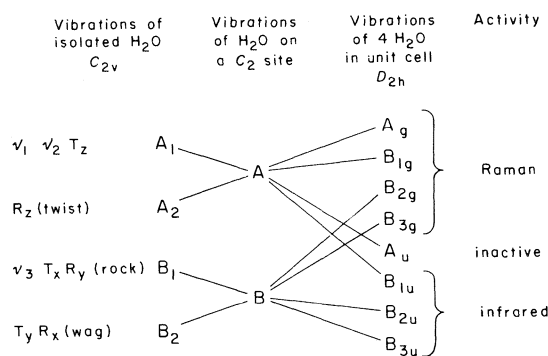 Vibrations of Vibrations Vibrations Activity
isolated H2O of H2O on of 4 H2O
C2v a C2 site in unit cell
D2h
Ag
ν1 ν2 Tz A1 B1g
A Raman
B2g
Rz (twist) A2
B3g
Au inactive
ν3 Tx Ry (rock) B1 B1u
B B2u infrared
Ty Rx (wag) B2 B3u